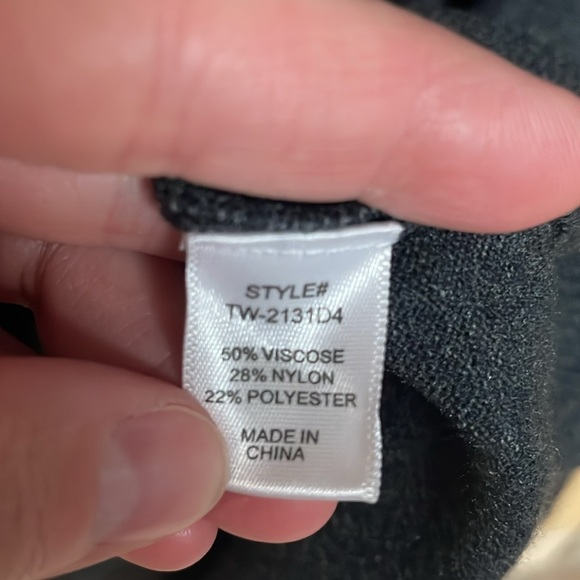 STYLE#
TW-2131D4
50% VISCOSE
28% NYLON
22% POLYESTER
MADE IN
CHINA